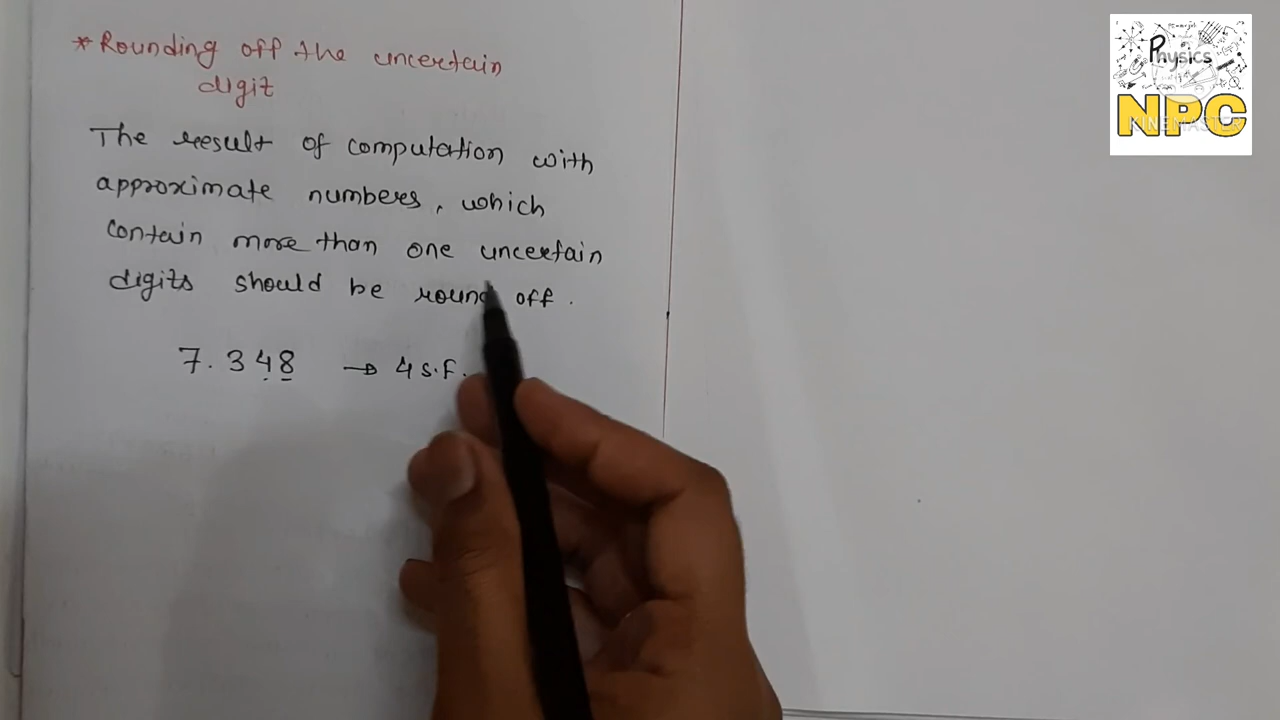 * Rounding off the uncertain
digit
The result of computation with
approximate numbers, which
contain more than one uncertain
digits should be round off.
7.348 → 4 s.f.
Physics
NPC
KINEMASTER